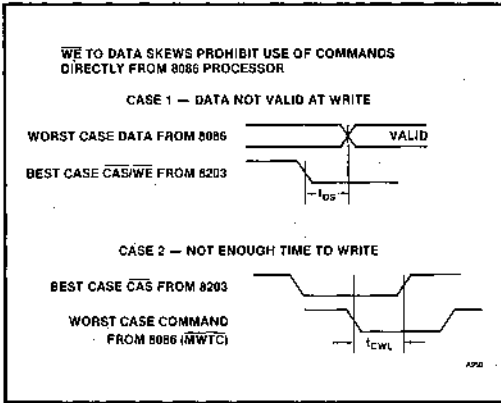 WE TO DATA SKEWS PROHIBIT USE OF COMMANDS
DIRECTLY FROM 8086 PROCESSOR
CASE 1 — DATA NOT VALID AT WRITE
WORST CASE DATA FROM 8086
VALID
BEST CASE CAS/WE FROM 8203
tDS
CASE 2 — NOT ENOUGH TIME TO WRITE
BEST CASE CAS FROM 8203
WORST CASE COMMAND
FROM 8086 (MWTC)
tCWL